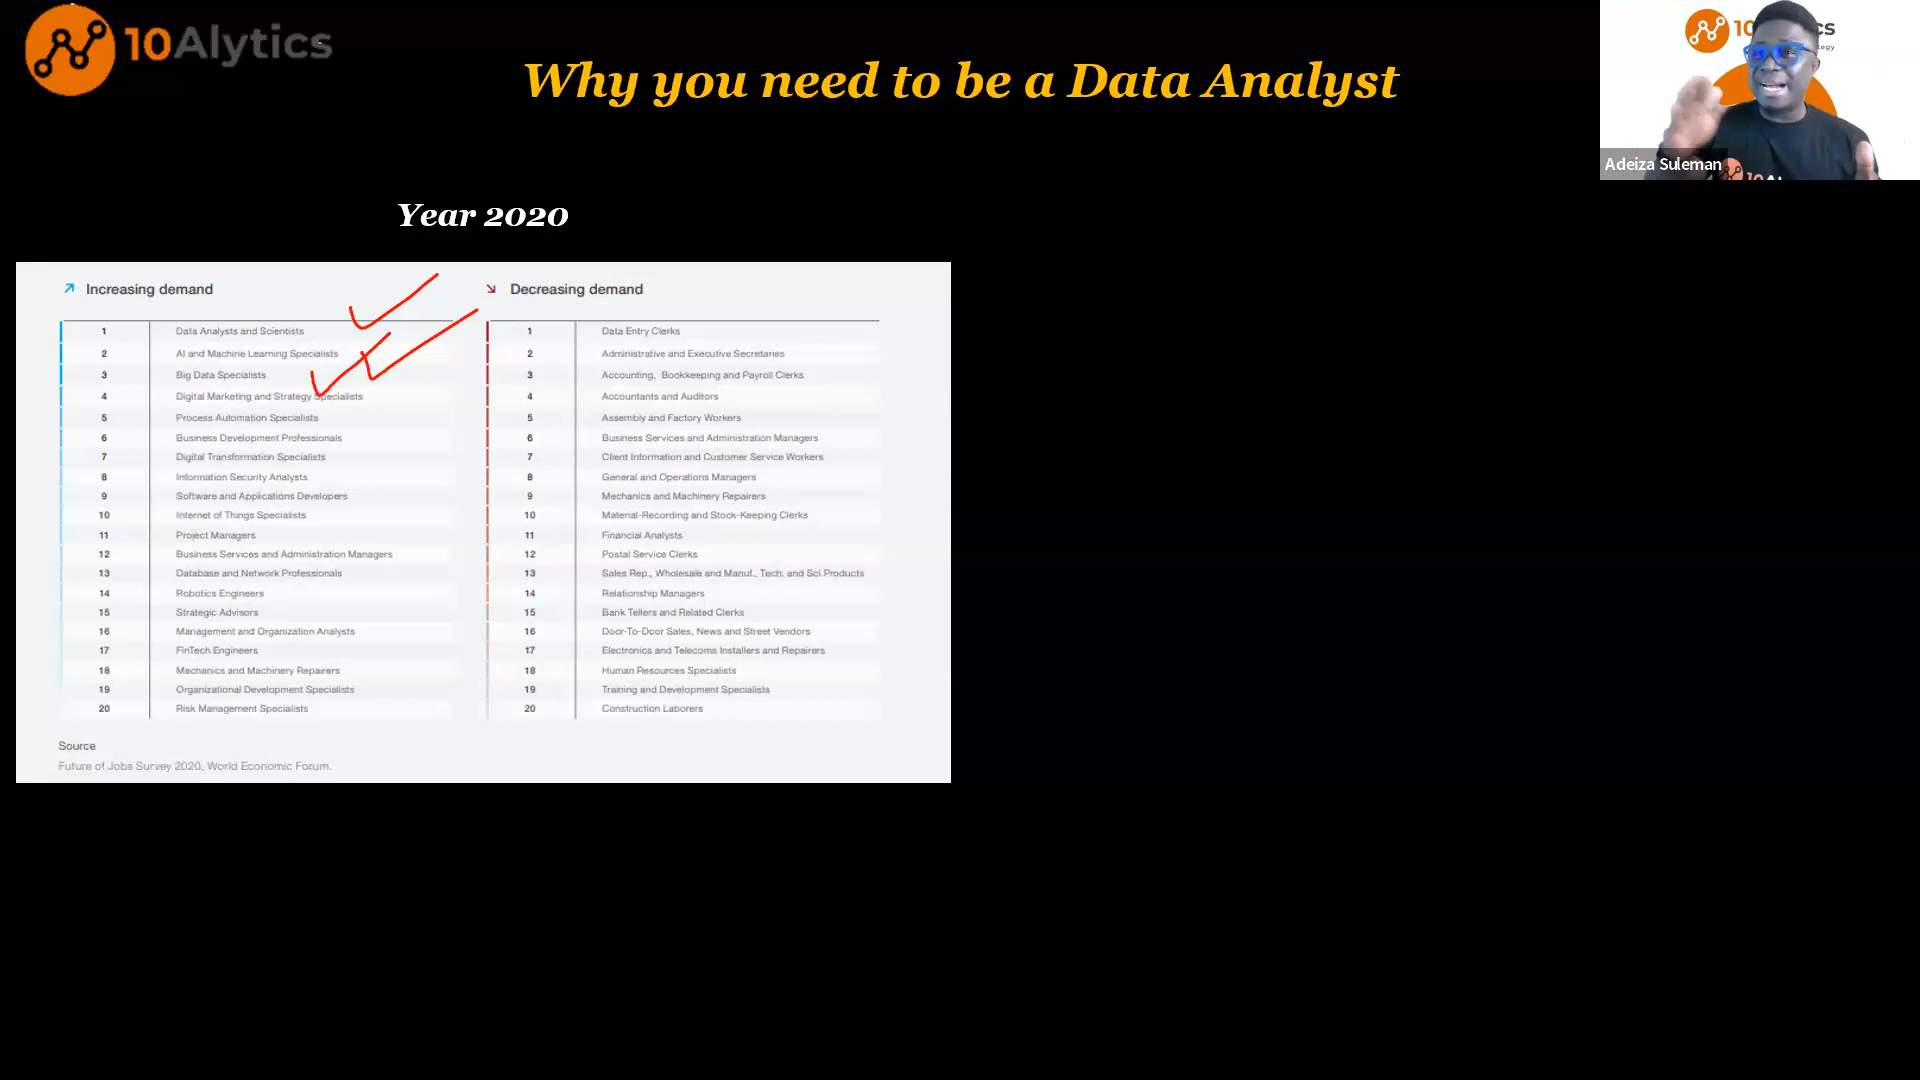 10Alytics
Why you need to be a Data Analyst
Adeiza Suleman
Year 2020
Increasing demand
1 Data Analysts and Scientists
2 AI and Machine Learning Specialists
3 Big Data Specialists
4 Digital Marketing and Strategy Specialists
5 Process Automation Specialists
6 Business Development Professionals
7 Digital Transformation Specialists
8 Information Security Analysts
9 Software and Applications Developers
10 Internet of Things Specialists
11 Project Managers
12 Business Services and Administration Managers
13 Database and Network Professionals
14 Robotics Engineers
15 Strategic Advisors
16 Management and Organization Analysts
17 FinTech Engineers
18 Mechanics and Machinery Repairers
19 Organizational Development Specialists
20 Risk Management Specialists
Decreasing demand
1 Data Entry Clerks
2 Administrative and Executive Secretaries
3 Accounting, Bookkeeping and Payroll Clerks
4 Accountants and Auditors
5 Assembly and Factory Workers
6 Business Services and Administration Managers
7 Client Information and Customer Service Workers
8 General and Operations Managers
9 Mechanics and Machinery Repairers
10 Material-Recording and Stock-Keeping Clerks
11 Financial Analysts
12 Postal Service Clerks
13 Sales Rep., Wholesale and Manuf., Tech. and Sci.Products
14 Relationship Managers
15 Bank Tellers and Related Clerks
16 Door-To-Door Sales, News and Street Vendors
17 Electronics and Telecoms Installers and Repairers
18 Human Resources Specialists
19 Training and Development Specialists
20 Construction Laborers
Source
Future of Jobs Survey 2020, World Economic Forum.